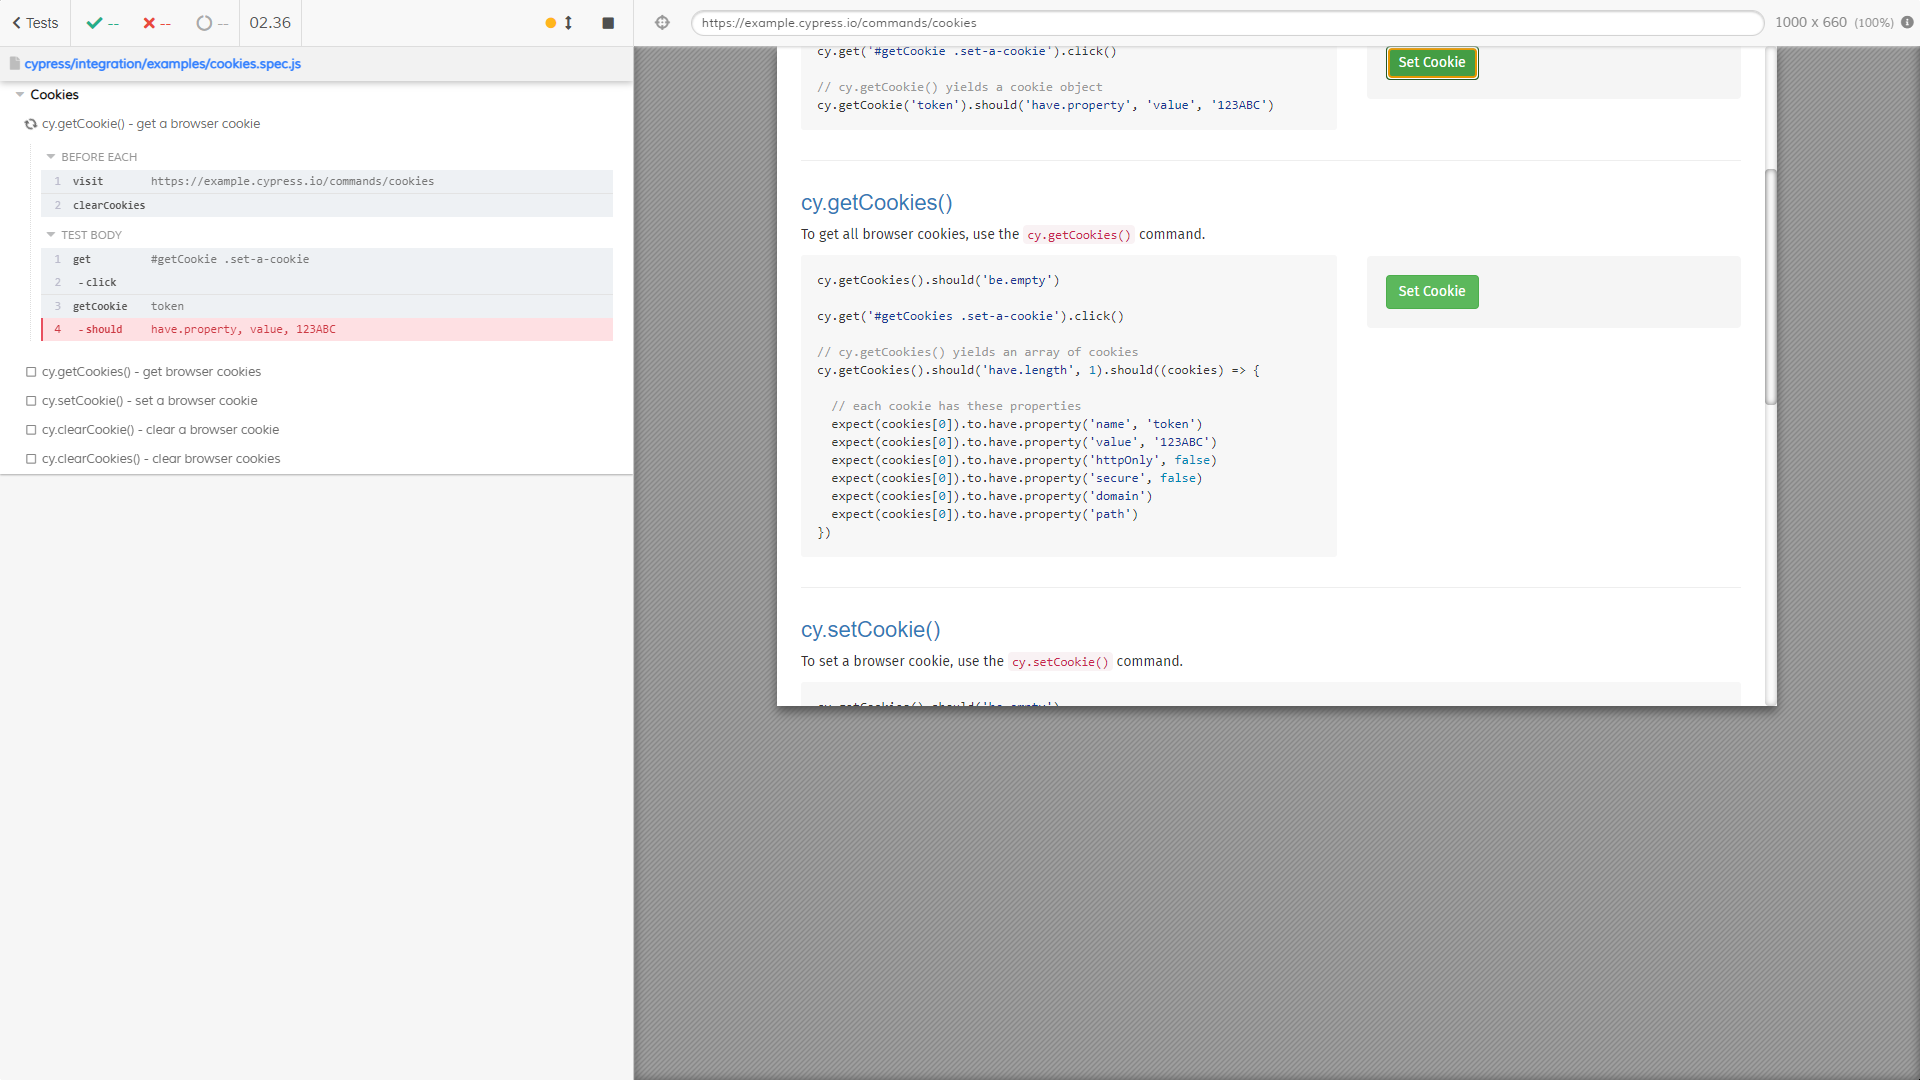 Tests
--
--
--
02.36
https://example.cypress.io/commands/cookies
1000 x 660 (100%)
cypress/integration/examples/cookies.spec.js
Cookies
cy.getCookie() - get a browser cookie
BEFORE EACH
1 visit https://example.cypress.io/commands/cookies
2 clearCookies
TEST BODY
1 get #getCookie .set-a-cookie
2 - click
3 getCookie token
4 - should have.property, value, 123ABC
cy.getCookies() - get browser cookies
cy.setCookie() - set a browser cookie
cy.clearCookie() - clear a browser cookie
cy.clearCookies() - clear browser cookies
cy.get('#getCookie .set-a-cookie').click()
// cy.getCookie() yields a cookie object
cy.getCookie('token').should('have.property', 'value', '123ABC')
Set Cookie
cy.getCookies()
To get all browser cookies, use the cy.getCookies() command.
cy.getCookies().should('be.empty')
cy.get('#getCookies .set-a-cookie').click()
// cy.getCookies() yields an array of cookies
cy.getCookies().should('have.length', 1).should((cookies) => {
// each cookie has these properties
expect(cookies[0]).to.have.property('name', 'token')
expect(cookies[0]).to.have.property('value', '123ABC')
expect(cookies[0]).to.have.property('httpOnly', false)
expect(cookies[0]).to.have.property('secure', false)
expect(cookies[0]).to.have.property('domain')
expect(cookies[0]).to.have.property('path')
})
Set Cookie
cy.setCookie()
To set a browser cookie, use the cy.setCookie() command.
cy.getCookies().should('be.empty')